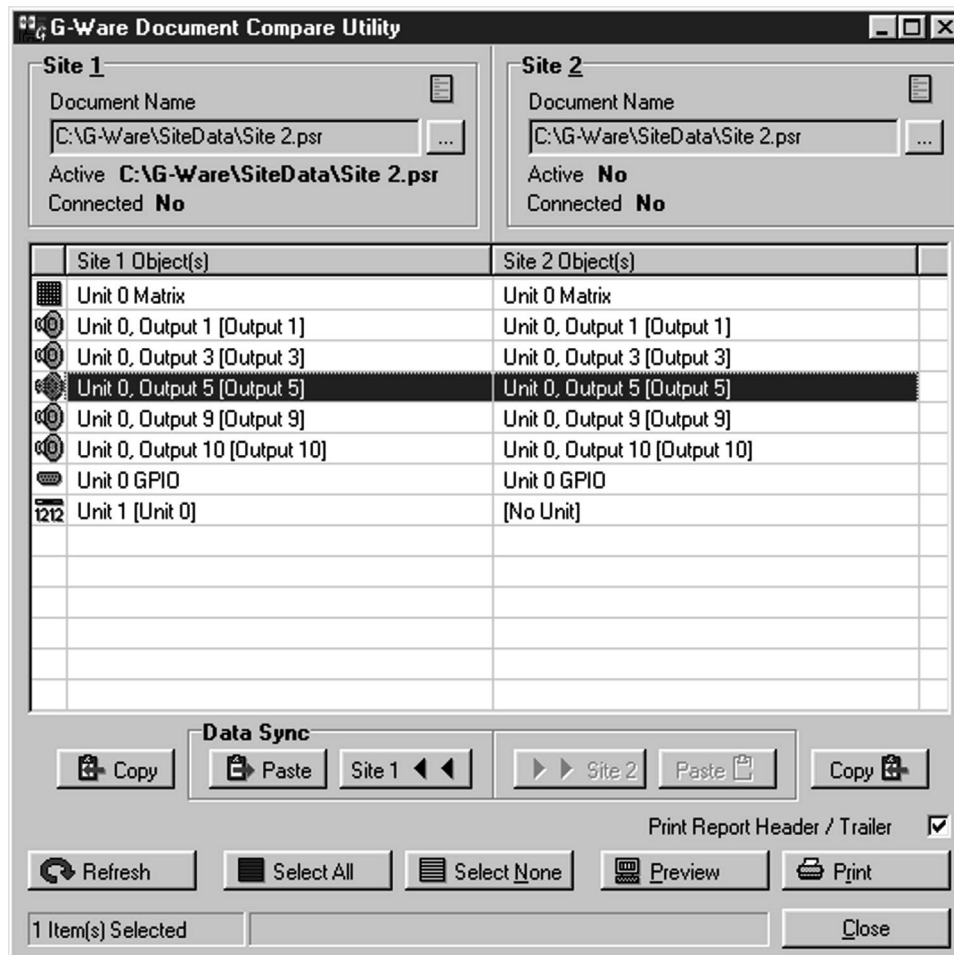 G-Ware Document Compare Utility
Site 1
Document Name
C:\G-Ware\SiteData\Site 2.psr
...
Active C:\G-Ware\SiteData\Site 2.psr
Connected No
Site 2
Document Name
C:\G-Ware\SiteData\Site 2.psr
...
Active No
Connected No
Site 1 Object(s) Site 2 Object(s)
Unit 0 Matrix Unit 0 Matrix
Unit 0, Output 1 [Output 1] Unit 0, Output 1 [Output 1]
Unit 0, Output 3 [Output 3] Unit 0, Output 3 [Output 3]
Unit 0, Output 5 [Output 5] Unit 0, Output 5 [Output 5]
Unit 0, Output 9 [Output 9] Unit 0, Output 9 [Output 9]
Unit 0, Output 10 [Output 10] Unit 0, Output 10 [Output 10]
Unit 0 GPIO Unit 0 GPIO
1212 Unit 1 [Unit 0] [No Unit]
Data Sync
Copy Paste Site 1 Site 2 Paste Copy
Print Report Header / Trailer
Refresh Select All Select None Preview Print
1 Item(s) Selected Close